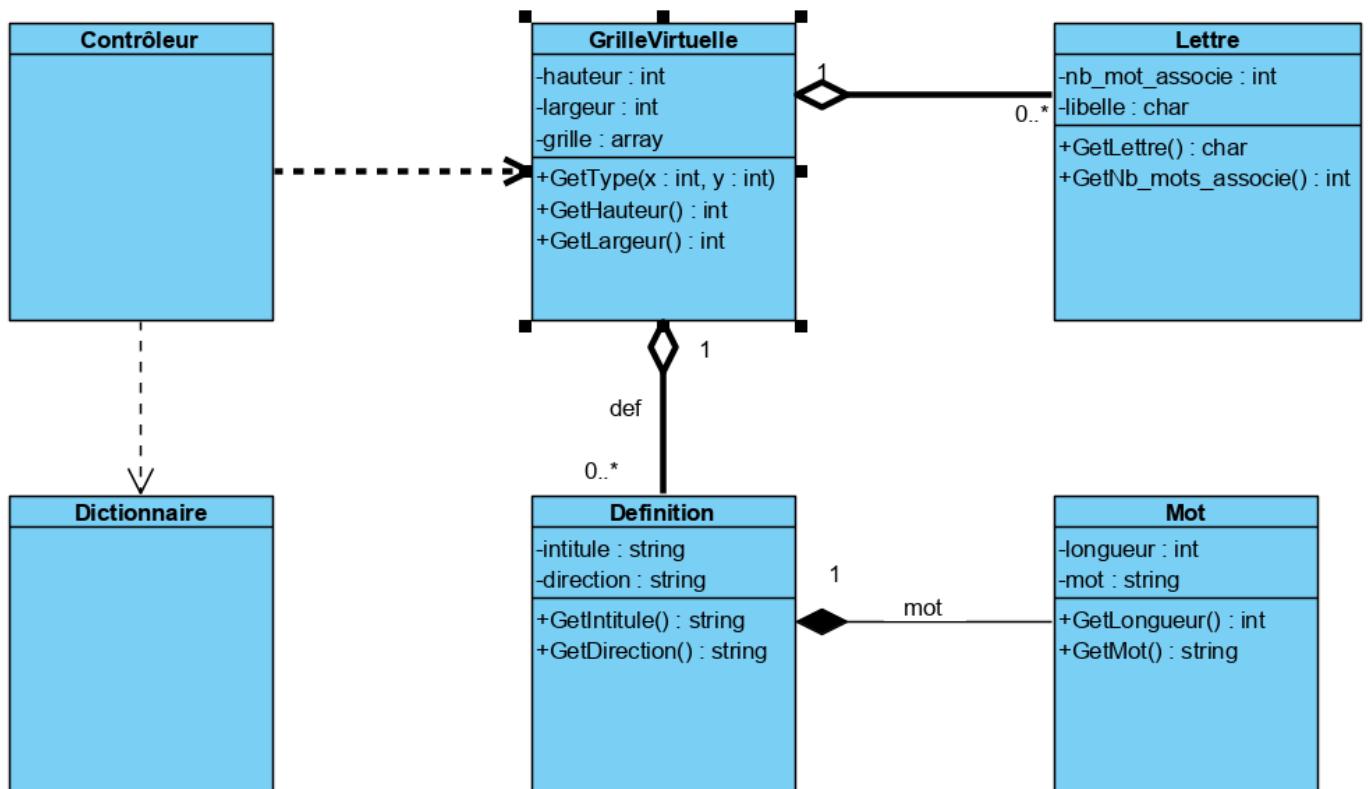 Contrôleur
GrilleVirtuelle
-hauteur : int
-largeur : int
-grille : array
+GetType(x : int, y : int)
+GetHauteur() : int
+GetLargeur() : int
1
0..*
Lettre
-nb_mot_associe : int
-libelle : char
+GetLettre() : char
+GetNb_mots_associe() : int
1
def
0..*
Dictionnaire
Definition
-intitule : string
-direction : string
+GetIntitule() : string
+GetDirection() : string
1
mot
Mot
-longueur : int
-mot : string
+GetLongueur() : int
+GetMot() : string